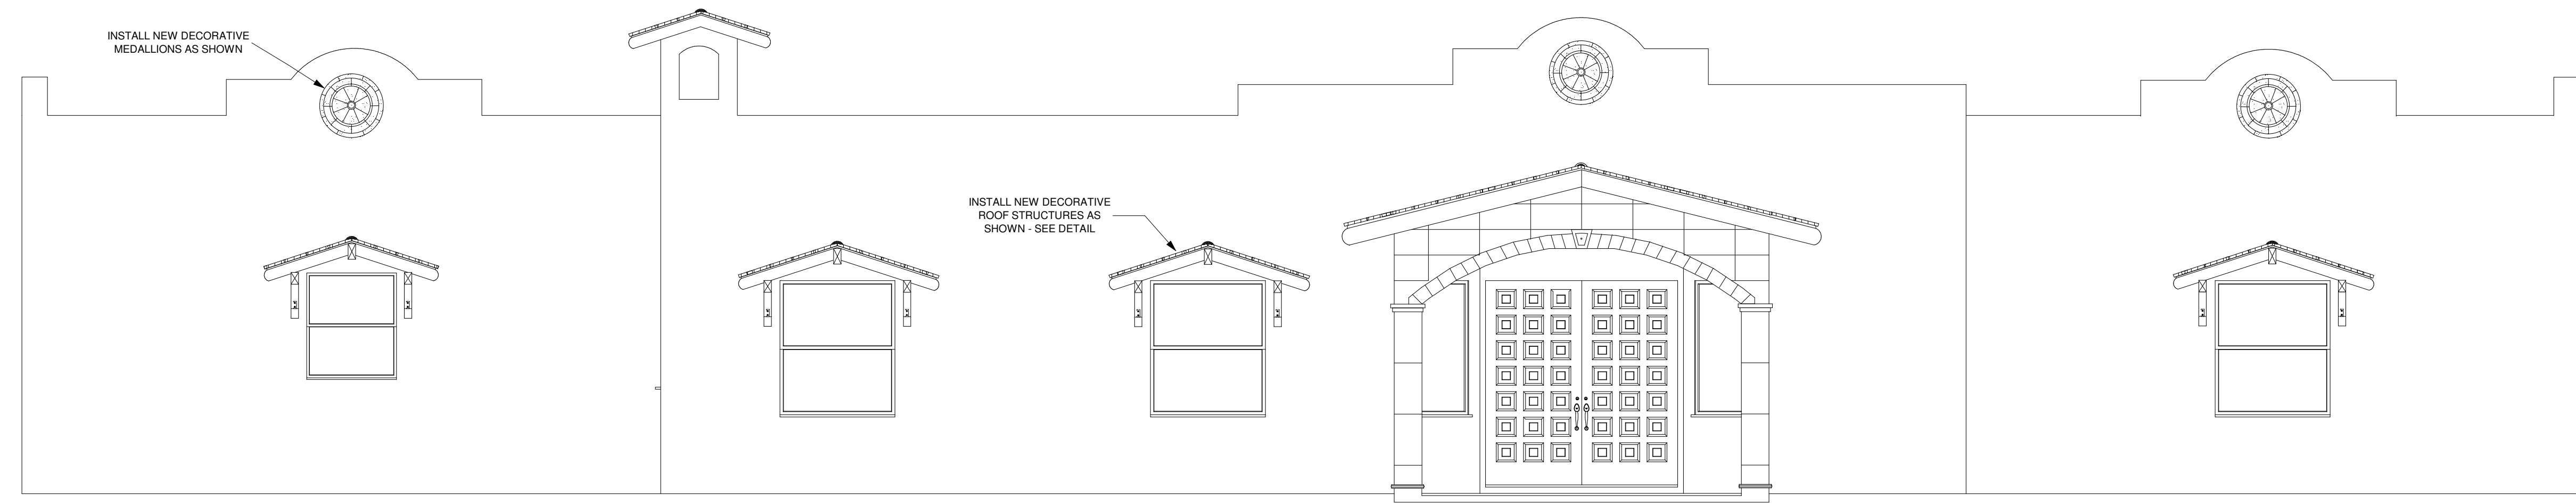 INSTALL NEW DECORATIVE
MEDALLIONS AS SHOWN
INSTALL NEW DECORATIVE
ROOF STRUCTURES AS
SHOWN - SEE DETAIL